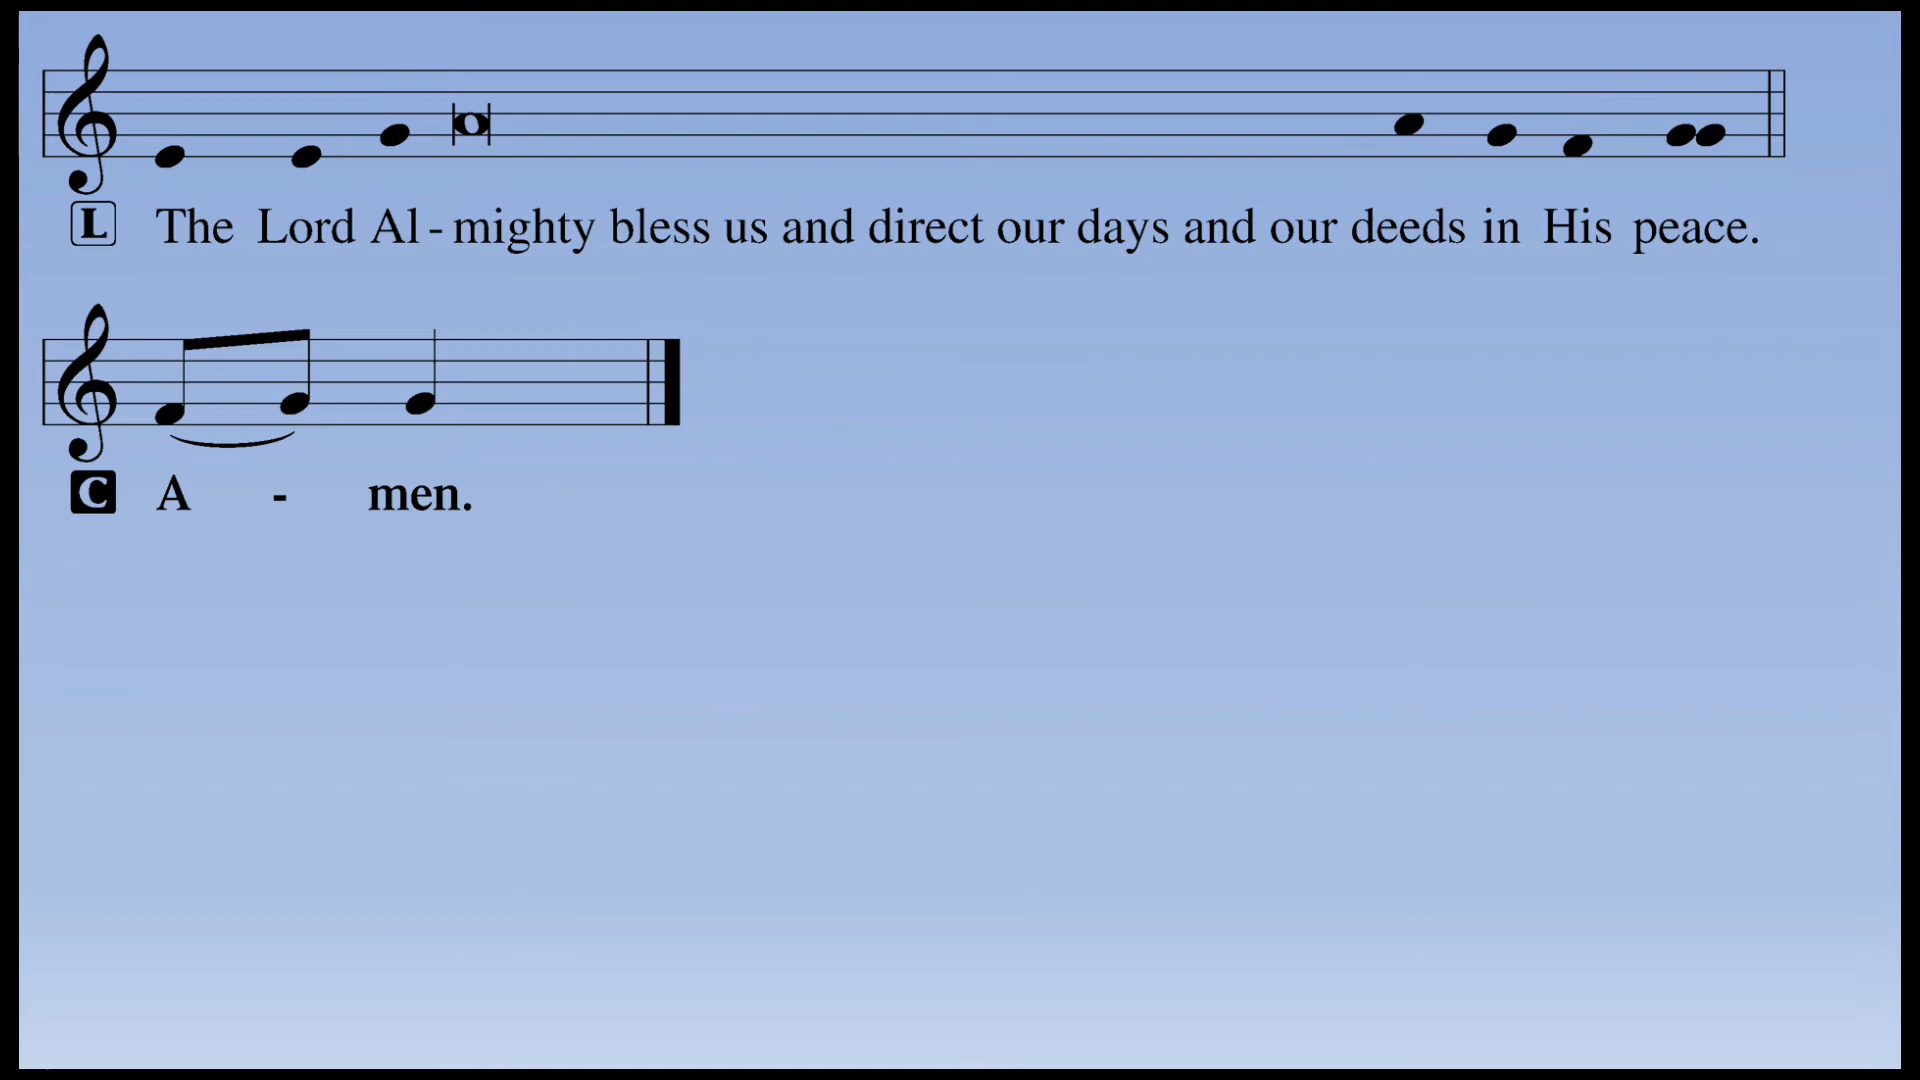 L The Lord Al - mighty bless us and direct our days and our deeds in His peace.
C A - men.